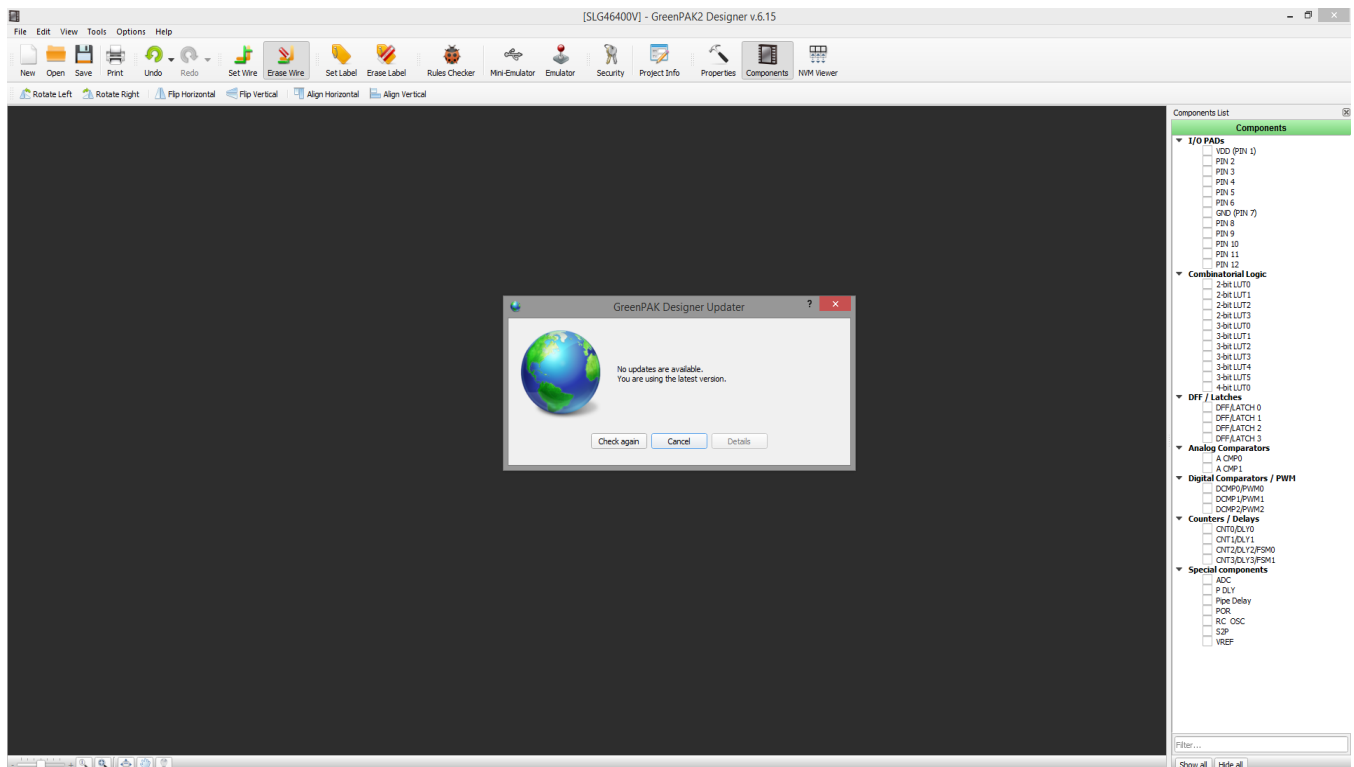 [SLG46400V] - GreenPAK2 Designer v.6.15
File Edit View Tools Options Help
New Open Save Print Undo Redo Set Wire Erase Wire Set Label Erase Label Rules Checker Mini-Emulator Emulator Security Project Info Properties Components NVM Viewer
Rotate Left Rotate Right Flip Horizontal Flip Vertical Align Horizontal Align Vertical
Components List
Components
I/O PADs
VDD (PIN 1)
PIN 2
PIN 3
PIN 4
PIN 5
PIN 6
GND (PIN 7)
PIN 8
PIN 9
PIN 10
PIN 11
PIN 12
Combinatorial Logic
2-bit LUT0
2-bit LUT1
2-bit LUT2
2-bit LUT3
3-bit LUT0
3-bit LUT1
3-bit LUT2
3-bit LUT3
3-bit LUT4
3-bit LUT5
4-bit LUT0
DFF / Latches
DFF/LATCH 0
DFF/LATCH 1
DFF/LATCH 2
DFF/LATCH 3
Analog Comparators
A CMP0
A CMP1
Digital Comparators / PWM
DCMP0/PWM0
DCMP1/PWM1
DCMP2/PWM2
Counters / Delays
CNT0/DLY0
CNT1/DLY1
CNT2/DLY2/FSM0
CNT3/DLY3/FSM1
Special components
ADC
P DLY
Pipe Delay
POR
RC OSC
S2P
VREF
Filter...
Show all Hide all
GreenPAK Designer Updater
?
No updates are available.
You are using the latest version.
Check again Cancel Details